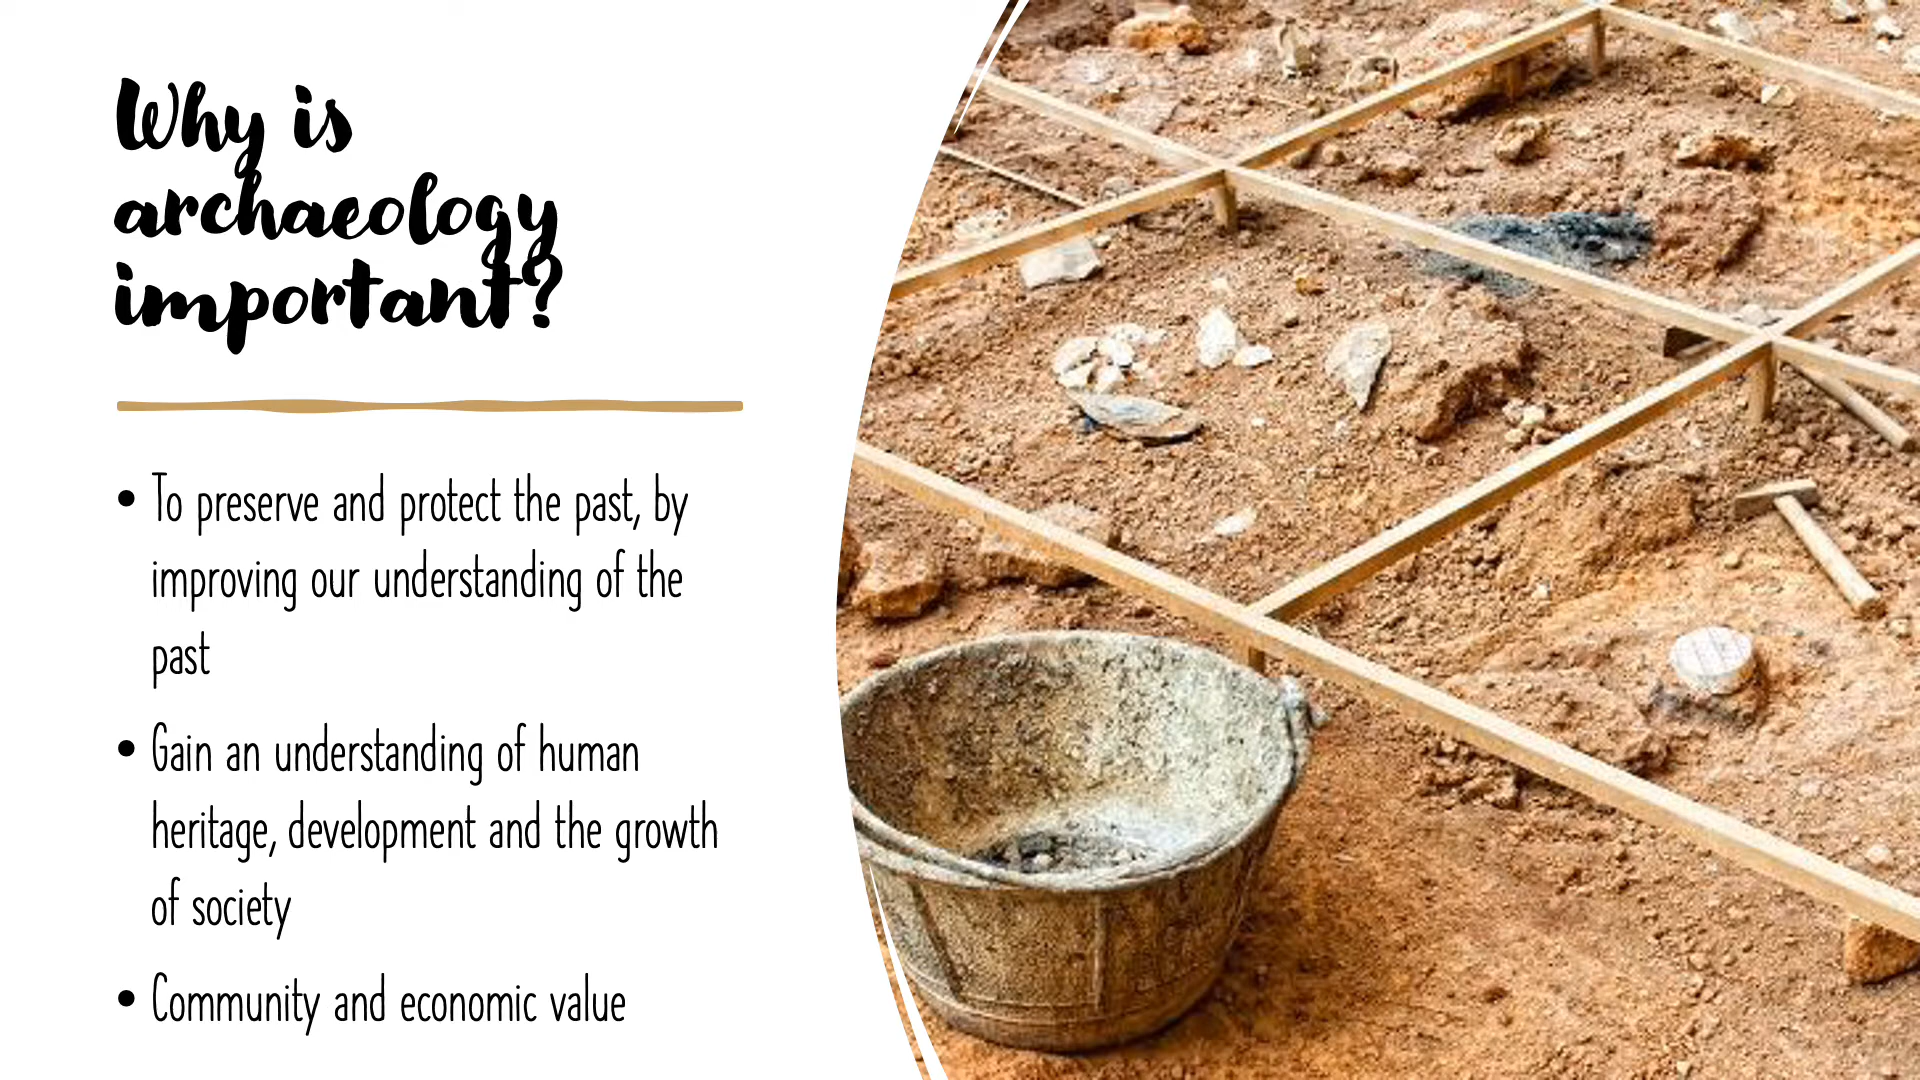 Why is
archaeology
important?
• To preserve and protect the past, by
improving our understanding of the
past
• Gain an understanding of human
heritage, development and the growth
of society
• Community and economic value